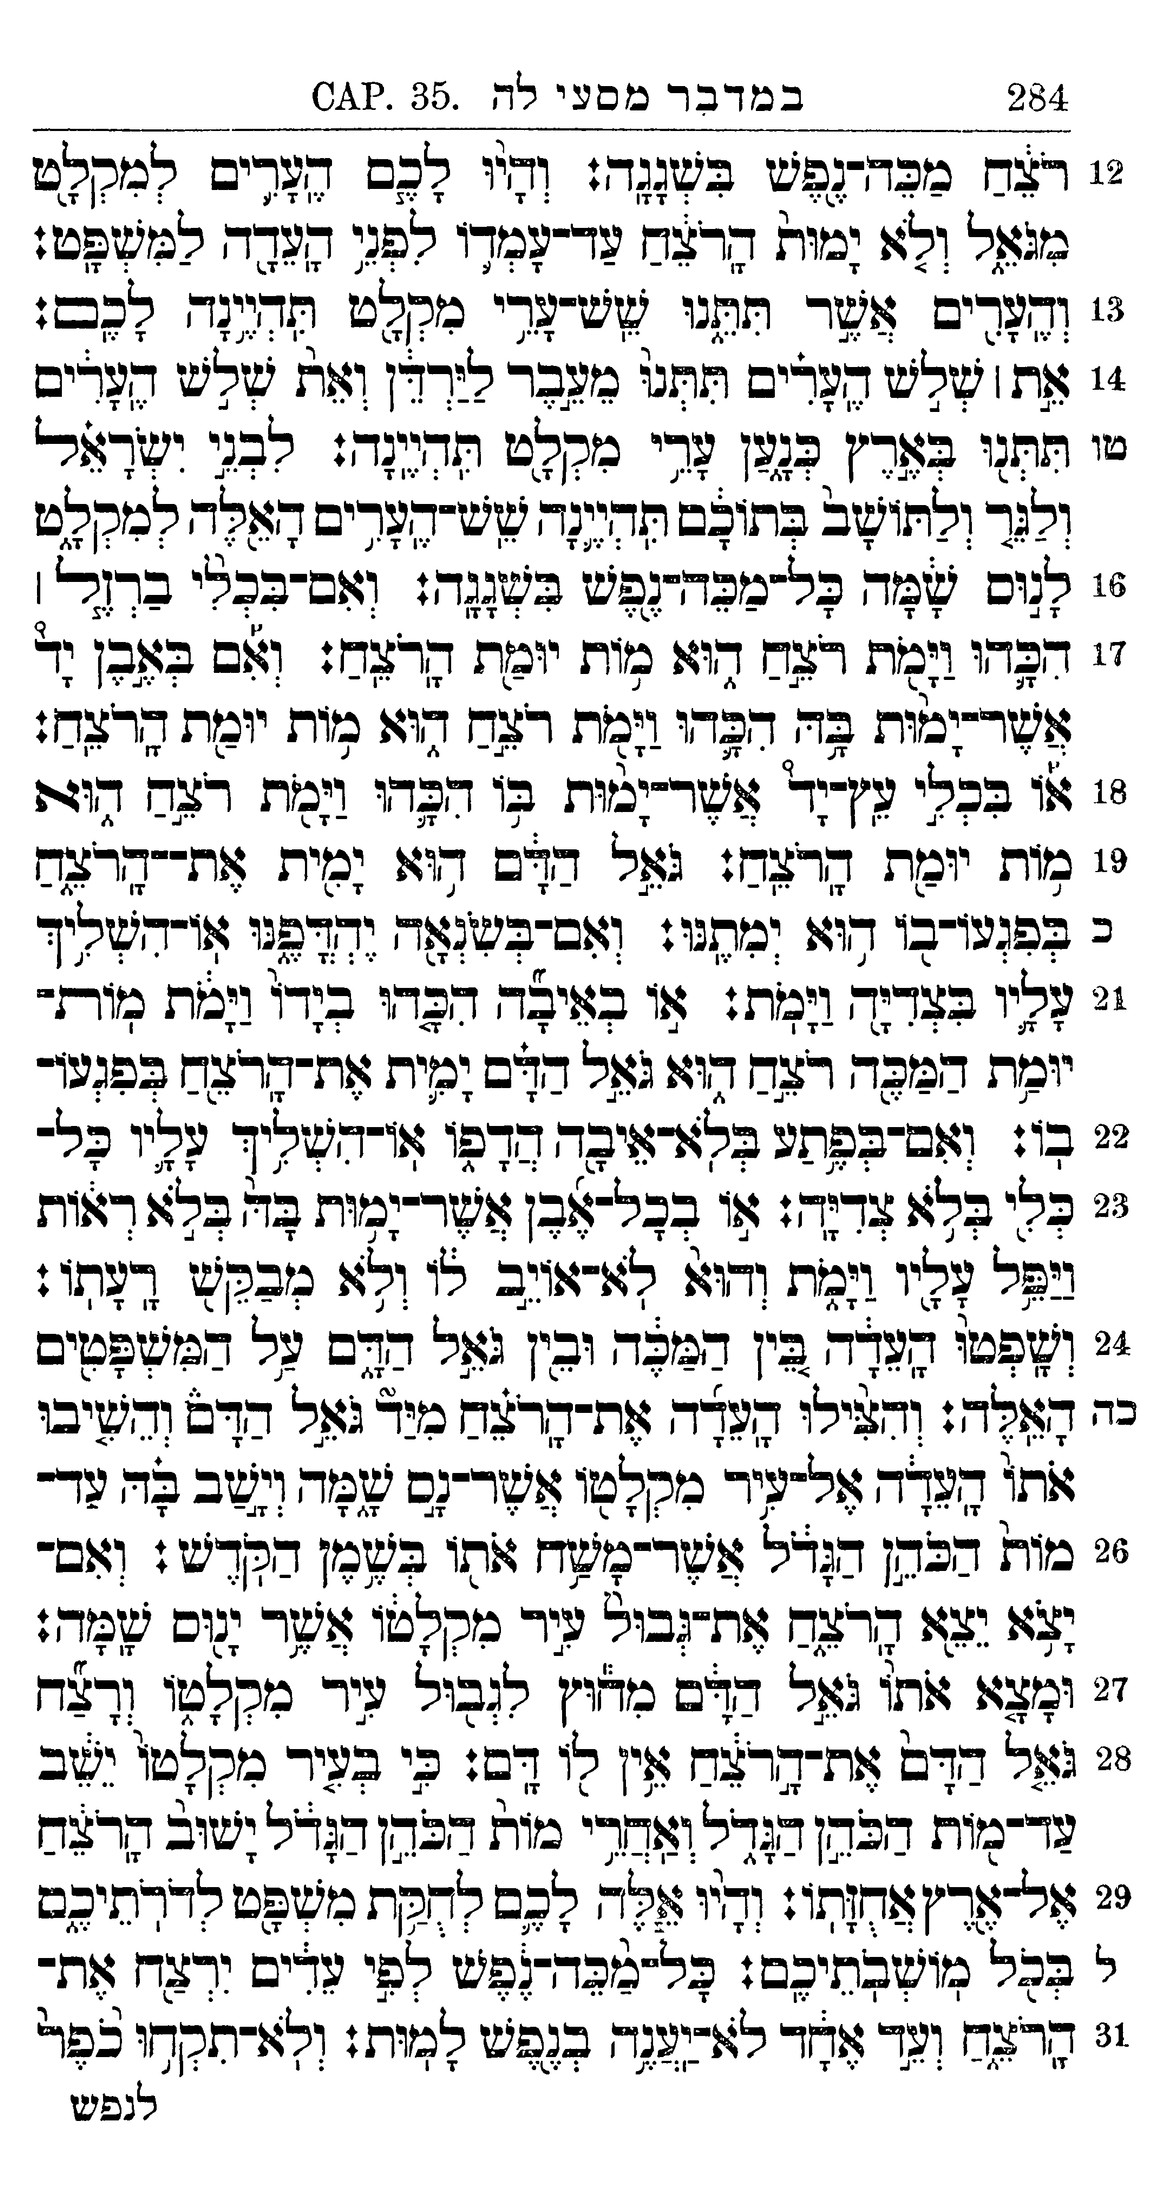 284 במדבר מסעי לה CAP. 35.
12 רֹצֵ֔חַ מַכֵּה־נֶ֖פֶשׁ בִּשְׁגָגָֽה׃ וְהָי֨וּ לָכֶ֧ם הֶעָרִ֛ים לְמִקְלָ֖ט
מִגֹּאֵ֑ל וְלֹ֤א יָמוּת֙ הָֽרֹצֵ֔חַ עַד־עָמְד֛וֹ לִפְנֵ֥י הָֽעֵדָ֖ה לַמִּשְׁפָּֽט׃
13 וְהֶֽעָרִ֖ים אֲשֶׁ֣ר תִּתֵּ֑נוּ שֵֽׁשׁ־עָרֵ֥י מִקְלָ֖ט תִּֽהְיֶ֥ינָה לָכֶֽם׃
14 אֵ֣ת ׀ שְׁלֹ֣שׁ הֶֽעָרִ֗ים תִּתְּנוּ֙ מֵעֵ֣בֶר לַיַּרְדֵּ֔ן וְאֵת֙ שְׁלֹ֣שׁ הֶֽעָרִ֔ים
טו תִּתְּנ֖וּ בְּאֶ֣רֶץ כְּנָ֑עַן עָרֵ֥י מִקְלָ֖ט תִּֽהְיֶֽינָה׃ לִבְנֵ֣י יִשְׂרָאֵ֗ל
וְלַגֵּ֤ר וְלַתּוֹשָׁב֙ בְּתוֹכָ֔ם תִּֽהְיֶ֛ינָה שֵׁשׁ־הֶעָרִ֥ים הָאֵ֖לֶּה לְמִקְלָ֑ט
16 לָנ֣וּס שָׁ֔מָּה כָּל־מַכֵּה־נֶ֖פֶשׁ בִּשְׁגָגָֽה׃ וְאִם־בִּכְלִ֨י בַרְזֶ֧ל ׀
17 הִכָּ֛הוּ וַיָּמֹ֖ת רֹצֵ֣חַ ה֑וּא מ֥וֹת יוּמַ֖ת הָרֹצֵֽחַ׃ וְאִ֡ם בְּאֶ֣בֶן יָד֩
אֲשֶׁר־יָמ֨וּת בָּ֥הּ הִכָּ֛הוּ וַיָּמֹ֖ת רֹצֵ֣חַ ה֑וּא מ֥וֹת יוּמַ֖ת הָרֹצֵֽחַ׃
18 א֡וֹ בִּכְלִ֣י עֵֽץ־יָד֩ אֲשֶׁר־יָמ֨וּת בּ֥וֹ הִכָּ֛הוּ וַיָּמֹ֖ת רֹצֵ֣חַ ה֑וּא
19 מ֥וֹת יוּמַ֖ת הָרֹצֵֽחַ׃ גֹּאֵ֣ל הַדָּ֔ם ה֥וּא יָמִ֖ית אֶת־הָרֹצֵ֑חַ
כ בְּפִגְעוֹ־ב֖וֹ ה֥וּא יְמִתֶֽנּוּ׃ וְאִם־בְּשִׂנְאָ֖ה יֶהְדֳּפֶ֑נּוּ אֽוֹ־הִשְׁלִ֥יךְ
21 עָלָ֛יו בִּצְדִיָּ֖ה וַיָּמֹֽת׃ א֣וֹ בְאֵיבָ֞ה הִכָּ֤הוּ בְיָדוֹ֙ וַיָּמֹ֔ת מֽוֹת־
יוּמַ֥ת הַמַּכֶּ֖ה רֹצֵ֣חַ ה֑וּא גֹּאֵ֣ל הַדָּ֗ם יָמִ֛ית אֶת־הָרֹצֵ֖חַ בְּפִגְעוֹ־
22 בֽוֹ׃ וְאִם־בְּפֶ֥תַע בְּלֹא־אֵיבָ֖ה הֲדָפ֑וֹ אֽוֹ־הִשְׁלִ֥יךְ עָלָ֛יו כָּל־
23 כְּלִ֖י בְּלֹ֥א צְדִיָּֽה׃ א֣וֹ בְכָל־אֶ֜בֶן אֲשֶׁר־יָמ֥וּת בָּהּ֙ בְּלֹ֣א רְא֔וֹת
וַיַּפֵּ֥ל עָלָ֖יו וַיָּמֹ֑ת וְהוּא֙ לֹא־אוֹיֵ֣ב ל֔וֹ וְלֹ֥א מְבַקֵּ֖שׁ רָעָתֽוֹ׃
24 וְשָֽׁפְטוּ֙ הָֽעֵדָ֔ה בֵּ֚ין הַמַּכֶּ֔ה וּבֵ֖ין גֹּאֵ֣ל הַדָּ֑ם עַ֥ל הַמִּשְׁפָּטִ֖ים
כה הָאֵֽלֶּה׃ וְהִצִּ֨ילוּ הָעֵדָ֜ה אֶת־הָרֹצֵ֗חַ מִיַּד֮ גֹּאֵ֣ל הַדָּם֒ וְהֵשִׁ֤יבוּ
אֹתוֹ֙ הָֽעֵדָ֔ה אֶל־עִ֥יר מִקְלָט֖וֹ אֲשֶׁר־נָ֣ס שָׁ֑מָּה וְיָ֣שַׁב בָּ֗הּ עַד־
26 מוֹת֙ הַכֹּהֵ֣ן הַגָּדֹ֔ל אֲשֶׁר־מָשַׁ֥ח אֹת֖וֹ בְּשֶׁ֥מֶן הַקֹּֽדֶשׁ׃ וְאִם־
יָצֹ֥א יֵצֵ֖א הָֽרֹצֵ֑חַ אֶת־גְּבוּל֙ עִ֣יר מִקְלָט֔וֹ אֲשֶׁ֥ר יָנ֖וּס שָֽׁמָּה׃
27 וּמָצָ֤א אֹתוֹ֙ גֹּאֵ֣ל הַדָּ֔ם מִח֕וּץ לִגְב֖וּל עִ֣יר מִקְלָט֑וֹ וְרָצַ֞ח
28 גֹּאֵ֤ל הַדָּם֙ אֶת־הָ֣רֹצֵ֔חַ אֵ֥ין ל֖וֹ דָּֽם׃ כִּ֣י בְעִ֤יר מִקְלָטוֹ֙ יֵשֵׁ֔ב
עַד־מ֖וֹת הַכֹּהֵ֣ן הַגָּדֹ֑ל וְאַֽחֲרֵ֥י מוֹת֙ הַכֹּהֵ֣ן הַגָּדֹ֔ל יָשׁוּב֙ הָֽרֹצֵ֔חַ
29 אֶל־אֶ֖רֶץ אֲחֻזָּתֽוֹ׃ וְהָי֨וּ אֵ֧לֶּה לָכֶ֛ם לְחֻקַּ֥ת מִשְׁפָּ֖ט לְדֹרֹֽתֵיכֶ֑ם
ל בְּכֹ֖ל מֽוֹשְׁבֹֽתֵיכֶֽם׃ כָּל־מַ֨כֵּה־נֶ֔פֶשׁ לְפִ֣י עֵדִ֔ים יִרְצַ֖ח אֶת־
31 הָֽרֹצֵ֑חַ וְעֵ֣ד אֶחָ֔ד לֹא־יַֽעֲנֶ֥ה בְנֶ֖פֶשׁ לָמֽוּת׃ וְלֹֽא־תִקְח֥וּ כֹ֨פֶר֙
לנפש